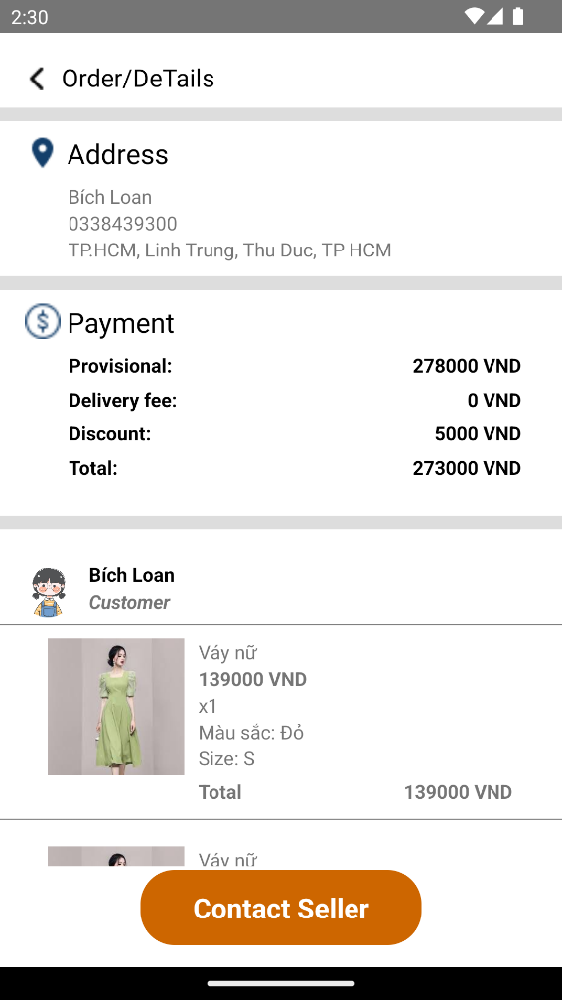 2:30
Order/DeTails
Address
Bích Loan
0338439300
TP.HCM, Linh Trung, Thu Duc, TP HCM
Payment
Provisional: 278000 VND
Delivery fee: 0 VND
Discount: 5000 VND
Total: 273000 VND
Bích Loan
Customer
Váy nữ
139000 VND
x1
Màu sắc: Đỏ
Size: S
Total 139000 VND
Váy nữ
Contact Seller